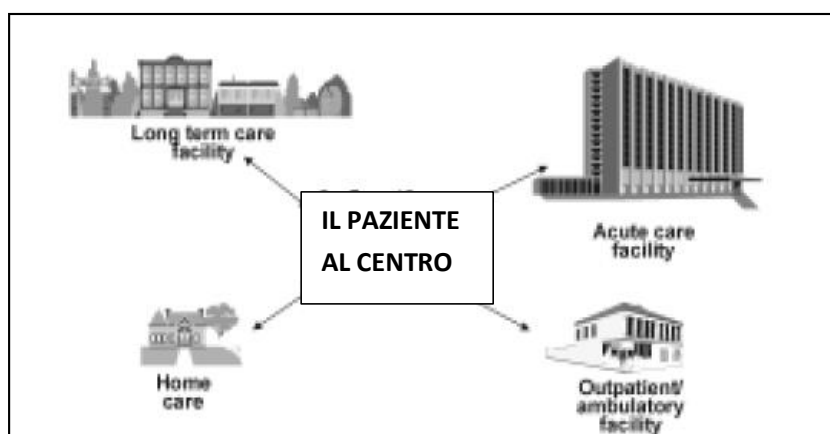 Long term care
facility
IL PAZIENTE
AL CENTRO
Acute care
facility
Home
care
Outpatient/
ambulatory
facility